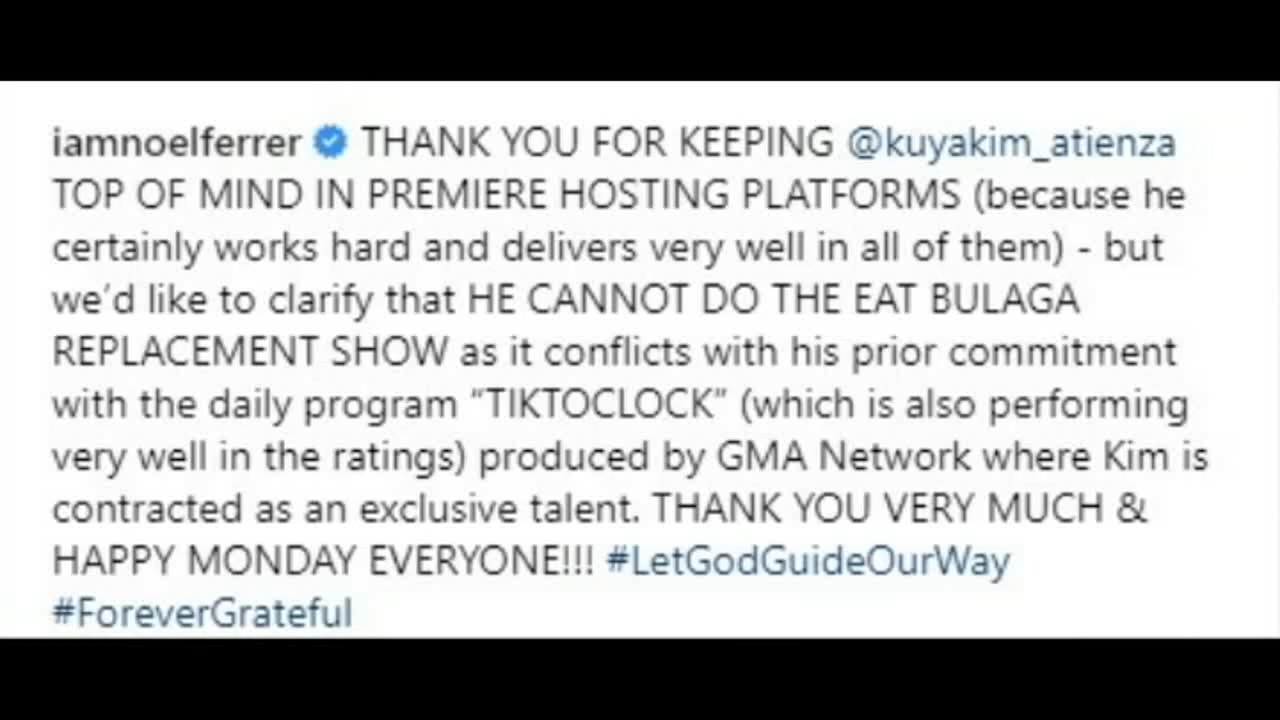 iamnoelferrer THANK YOU FOR KEEPING @kuyakim_atienza
TOP OF MIND IN PREMIERE HOSTING PLATFORMS (because he
certainly works hard and delivers very well in all of them) - but
we'd like to clarify that HE CANNOT DO THE EAT BULAGA
REPLACEMENT SHOW as it conflicts with his prior commitment
with the daily program "TIKTOCLOCK" (which is also performing
very well in the ratings) produced by GMA Network where Kim is
contracted as an exclusive talent. THANK YOU VERY MUCH &
HAPPY MONDAY EVERYONE!!! #LetGodGuideOurWay
#ForeverGrateful